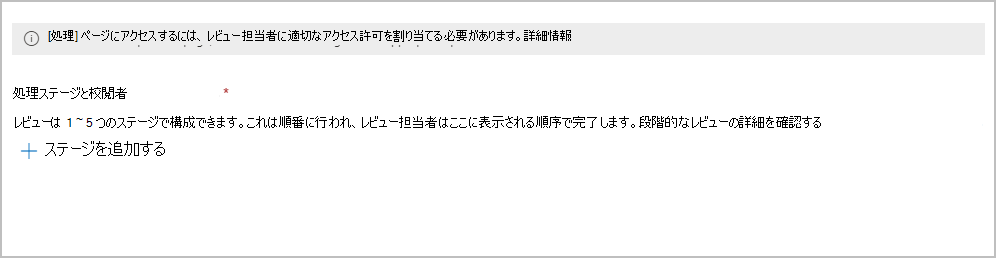 [処理] ページにアクセスするには、レビュー担当者に適切なアクセス許可を割り当てる必要があります。詳細情報
処理ステージと校閲者 *
レビューは 1 ~ 5 つのステージで構成できます。これは順番に行われ、レビュー担当者はここに表示される順序で完了します。段階的なレビューの詳細を確認する
+ ステージを追加する